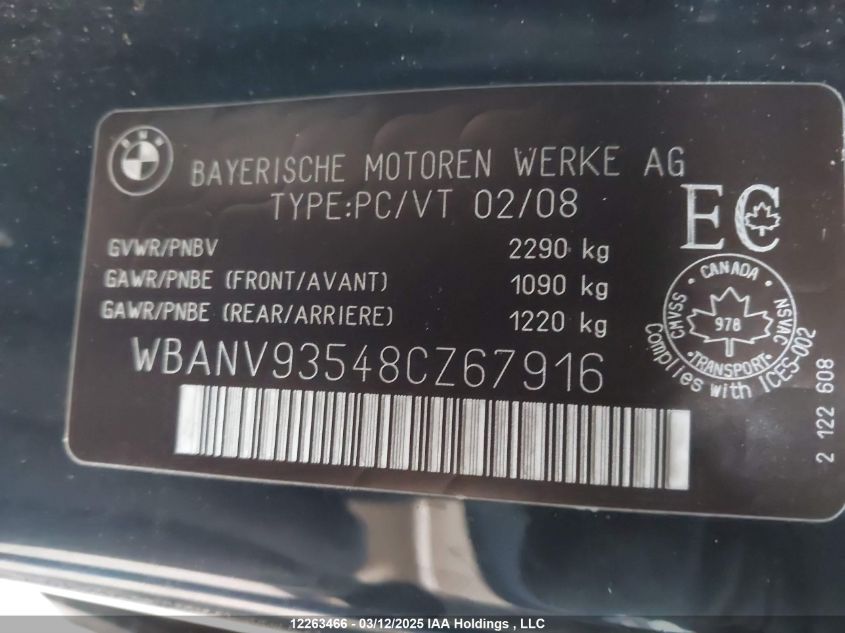 BMW
BAYERISCHE MOTOREN WERKE AG
TYPE:PC/VT 02/08
GVWR/PNBV 2290 kg
GAWR/PNBE (FRONT/AVANT) 1090 kg
GAWR/PNBE (REAR/ARRIERE) 1220 kg
WBANV93548CZ67916
EC
CANADA
CMVSS 978 NSVAC
TRANSPORT
Complies with ICES-002
2 122 608
12263466 - 03/12/2025 IAA Holdings , LLC